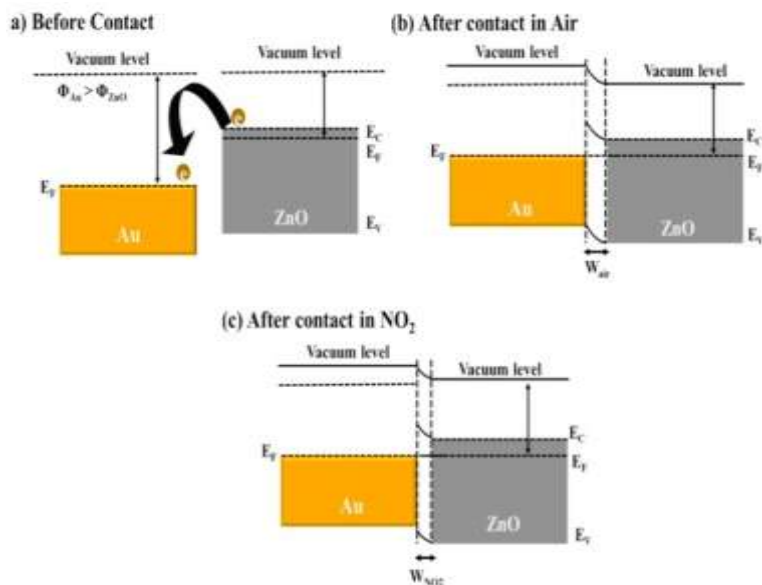 a) Before Contact
Vacuum level
Vacuum level
Φ_Au > Φ_ZnO
e
e
E_C
E_F
E_F
Au
ZnO
E_V
(b) After contact in Air
Vacuum level
Vacuum level
E_C
E_F
E_F
Au
ZnO
E_V
W_air
(c) After contact in NO₂
Vacuum level
Vacuum level
E_C
E_F
E_F
Au
ZnO
E_V
W_NO2